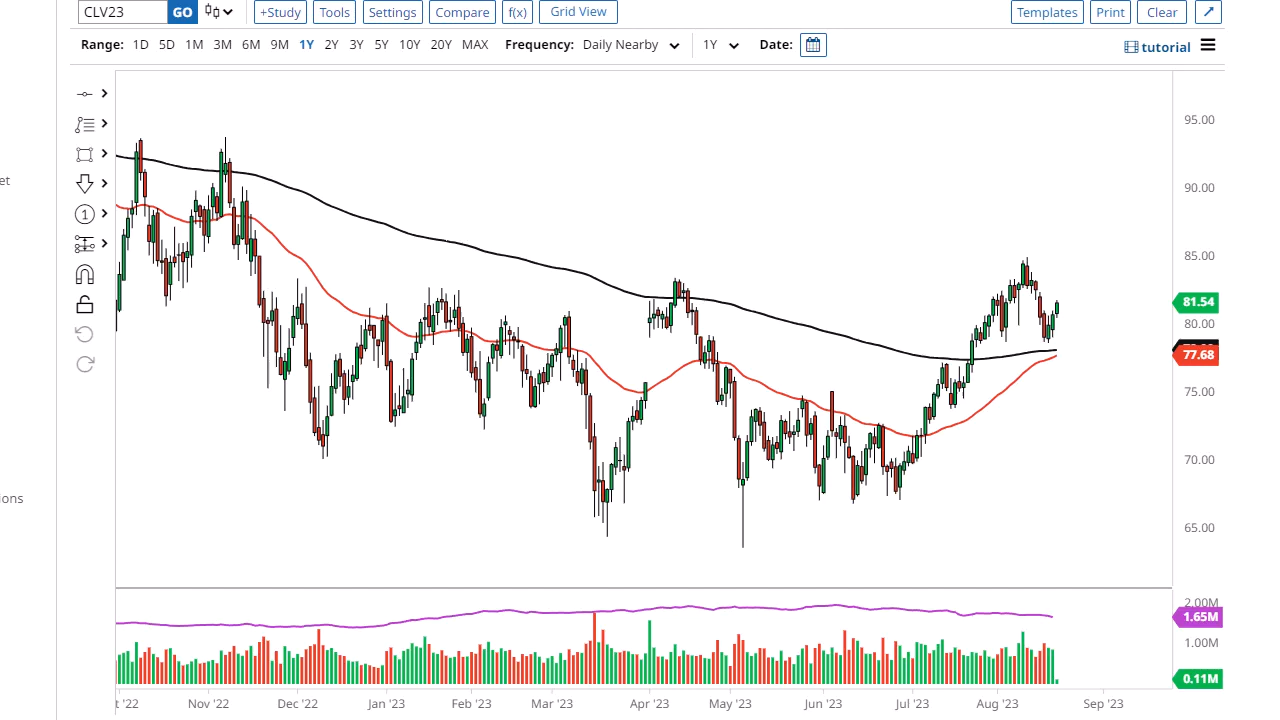 CLV23 GO +Study Tools Settings Compare f(x) Grid View Templates Print Clear
Range: 1D 5D 1M 3M 6M 9M 1Y 2Y 3Y 5Y 10Y 20Y MAX Frequency: Daily Nearby 1Y Date: tutorial
95.00
et
90.00
1
85.00
81.54
80.00
77.68
75.00
70.00
ions
65.00
2.00M
1.65M
1.00M
0.11M
t '22 Nov '22 Dec '22 Jan '23 Feb '23 Mar '23 Apr '23 May '23 Jun '23 Jul '23 Aug '23 Sep '23